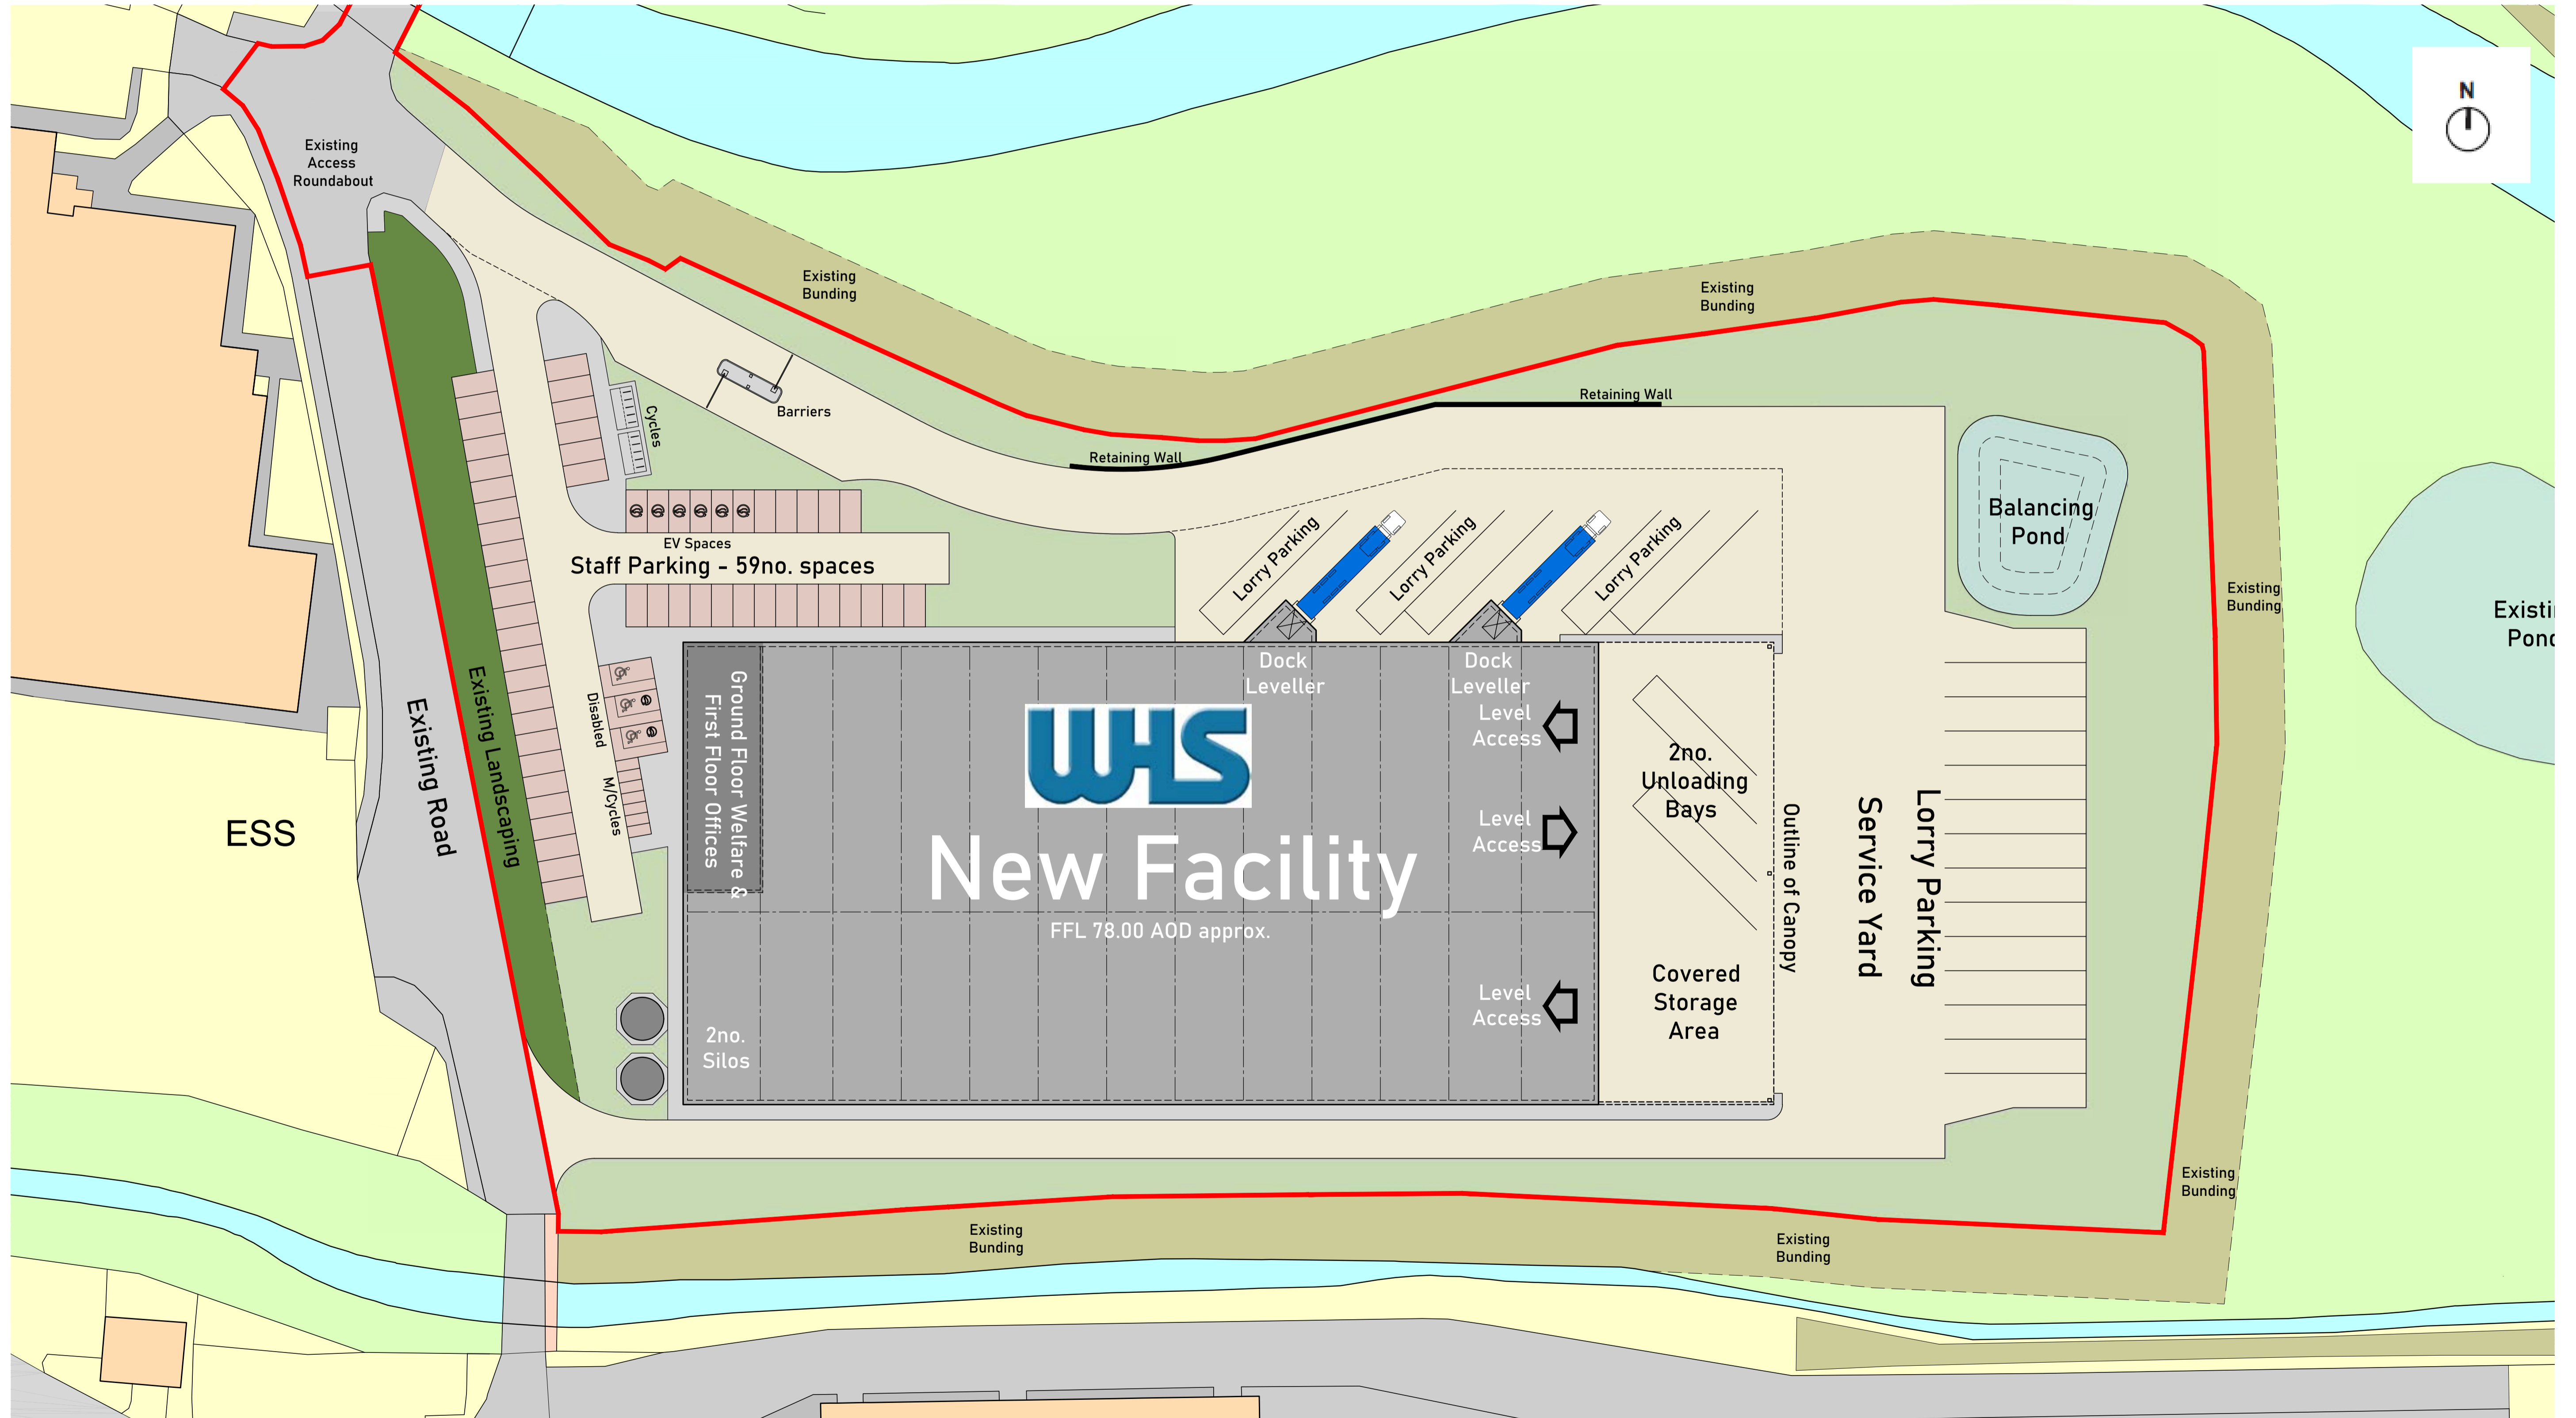 N
Existing
Access
Roundabout
Existing
Bunding
Existing
Bunding
Retaining Wall
Barriers
Cycles
Retaining Wall
EV Spaces
Staff Parking - 59no. spaces
Lorry Parking
Lorry Parking
Lorry Parking
Balancing
Pond
Existing
Bunding
Existi
Pond
Dock
Leveller
Dock
Leveller
Level
Access
Disabled
M/Cycles
Ground Floor Welfare &
First Floor Offices
Existing Landscaping
Existing Road
ESS
WHS
New Facility
FFL 78.00 AOD approx.
Level
Access
2no.
Unloading
Bays
Outline of Canopy
Service Yard
Lorry Parking
Covered
Storage
Area
Level
Access
2no.
Silos
Existing
Bunding
Existing
Bunding
Existing
Bunding